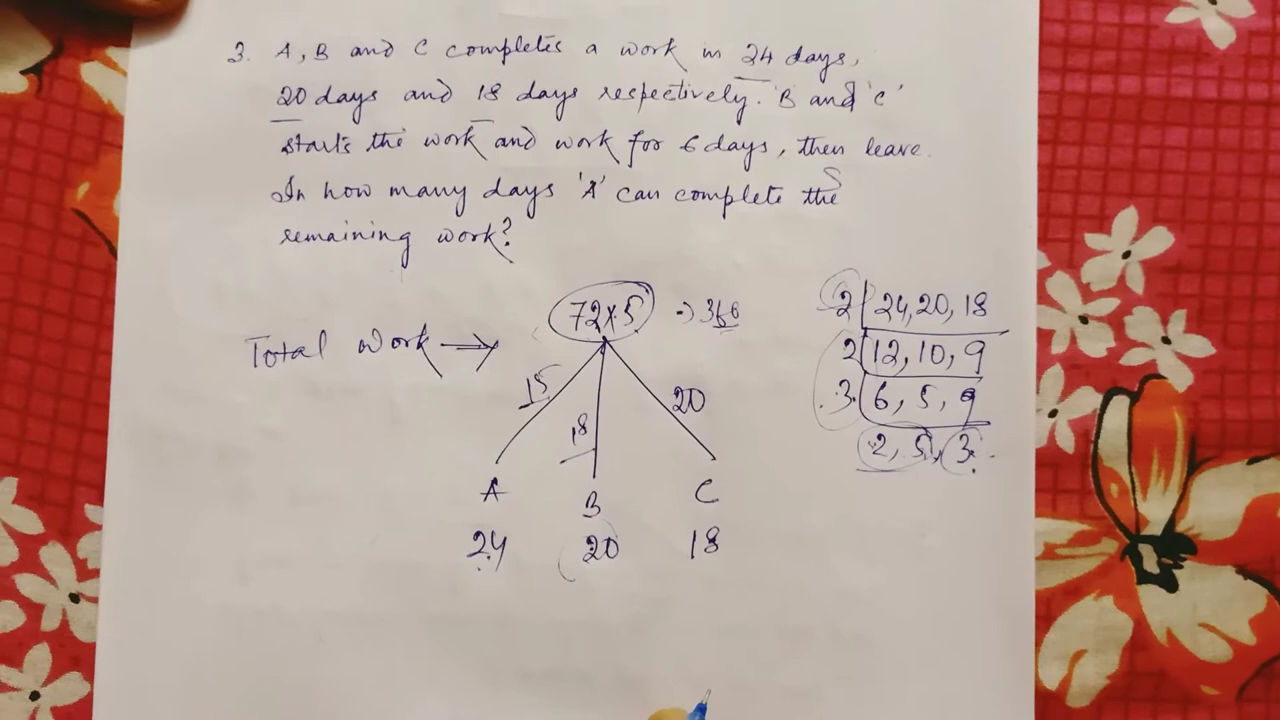 3. A, B and C completes a work in 24 days,
20 days and 18 days respectively. 'B and 'C'
starts the work and work for 6 days, then leave.
In how many days 'A' can complete the
remaining work?
72x5 → 360
Total Work →
15 18 20
A B C
24 20 18
2 | 24, 20, 18
2 | 12, 10, 9
3 | 6, 5, 9
2, 5, 3